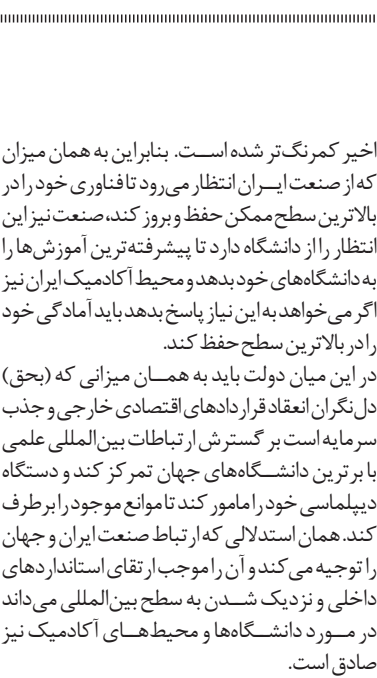 اخیر کمرنگ‌تر شده است. بنابراین به همان میزان
که از صنعت ایران انتظار می‌رود تا فناوری خود را در
بالاترین سطح ممکن حفظ و بروز کند، صنعت نیز این
انتظار را از دانشگاه دارد تا پیشرفته‌ترین آموزش‌ها را
به دانشگاه‌های خود بدهد و محیط آکادمیک ایران نیز
اگر می‌خواهد به این نیاز پاسخ بدهد باید آمادگی خود
را در بالاترین سطح حفظ کند.
در این میان دولت باید به همان میزانی که (بحق)
دل‌نگران انعقاد قراردادهای اقتصادی خارجی و جذب
سرمایه است بر گسترش ارتباطات بین‌المللی علمی
با برترین دانشگاه‌های جهان تمرکز کند و دستگاه
دیپلماسی خود را مامور کند تا موانع موجود را برطرف
کند. همان استدلالی که ارتباط صنعت ایران و جهان
را توجیه می‌کند و آن را موجب ارتقای استانداردهای
داخلی و نزدیک شدن به سطح بین‌المللی می‌داند
در مورد دانشگاه‌ها و محیط‌های آکادمیک نیز
صادق است.